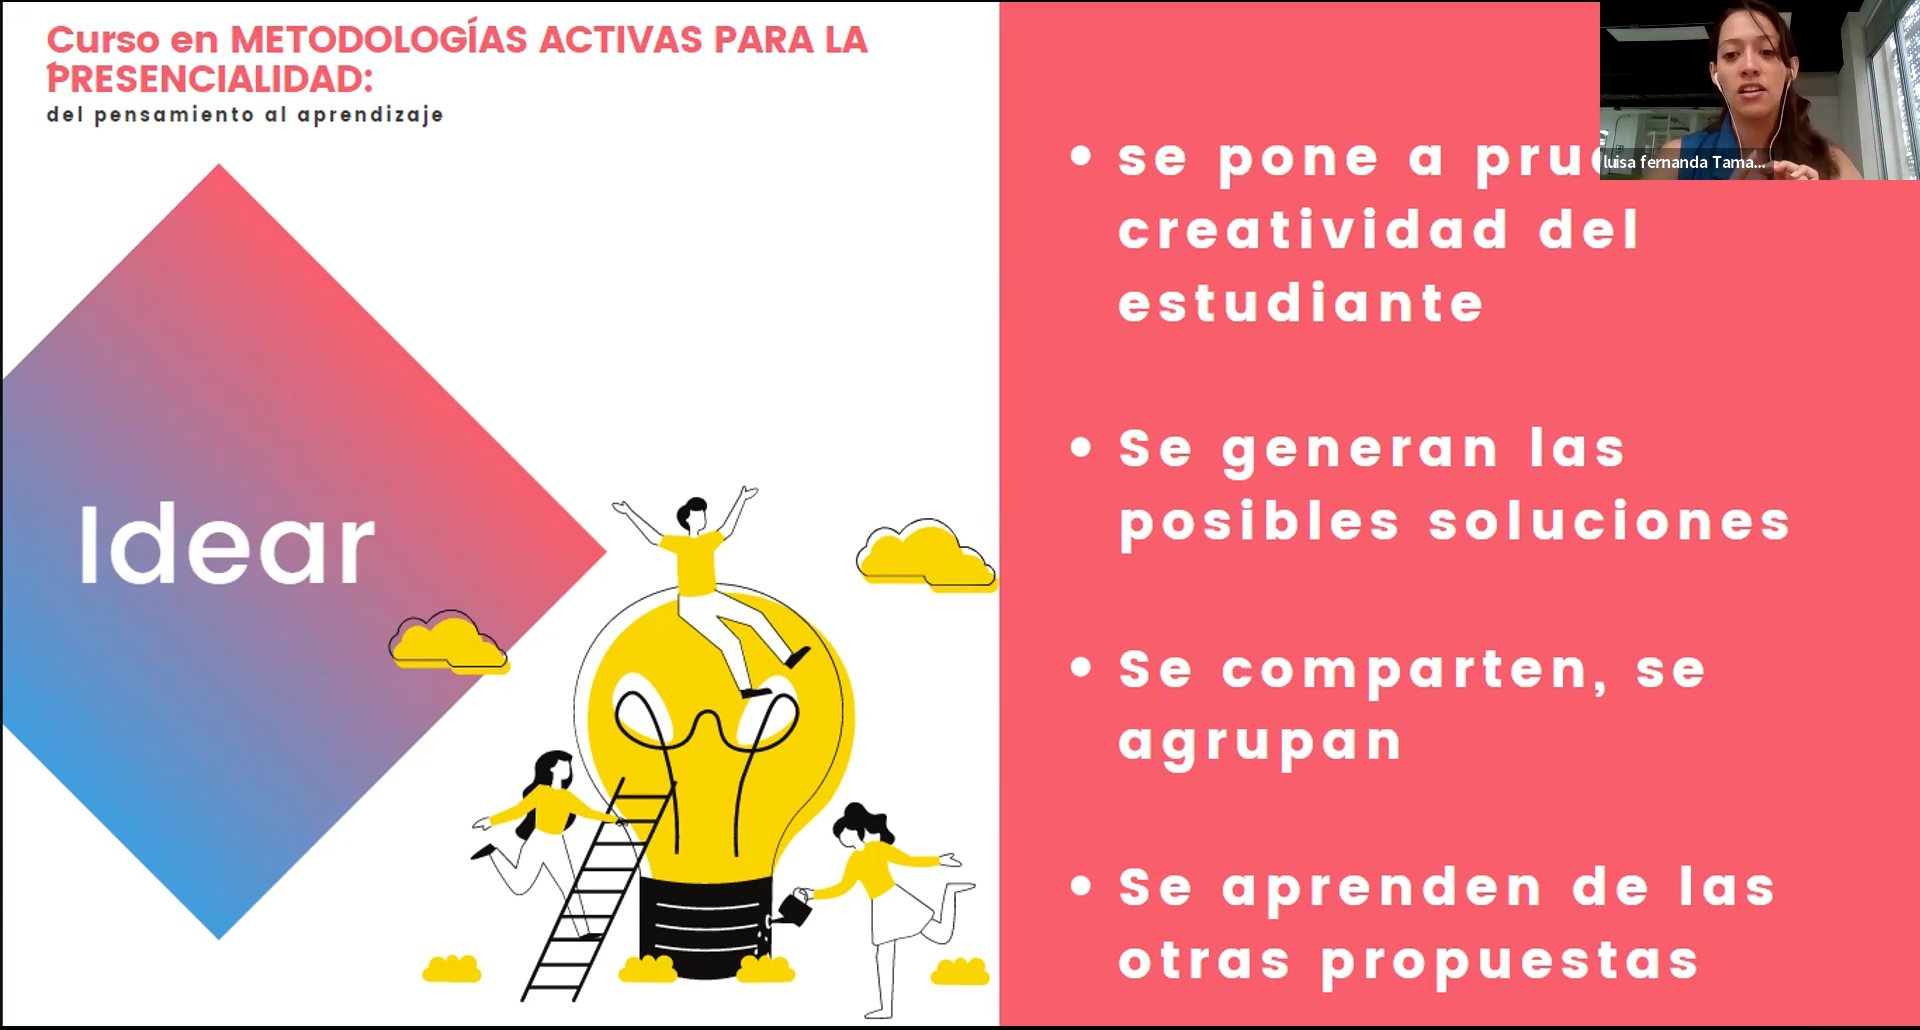 Curso en METODOLOGÍAS ACTIVAS PARA LA
PRESENCIALIDAD:
del pensamiento al aprendizaje
Idear
• se pone a
creatividad del
estudiante
• Se generan las
posibles soluciones
• Se comparten, se
agrupan
• Se aprenden de las
otras propuestas
luisa fernanda Tama...